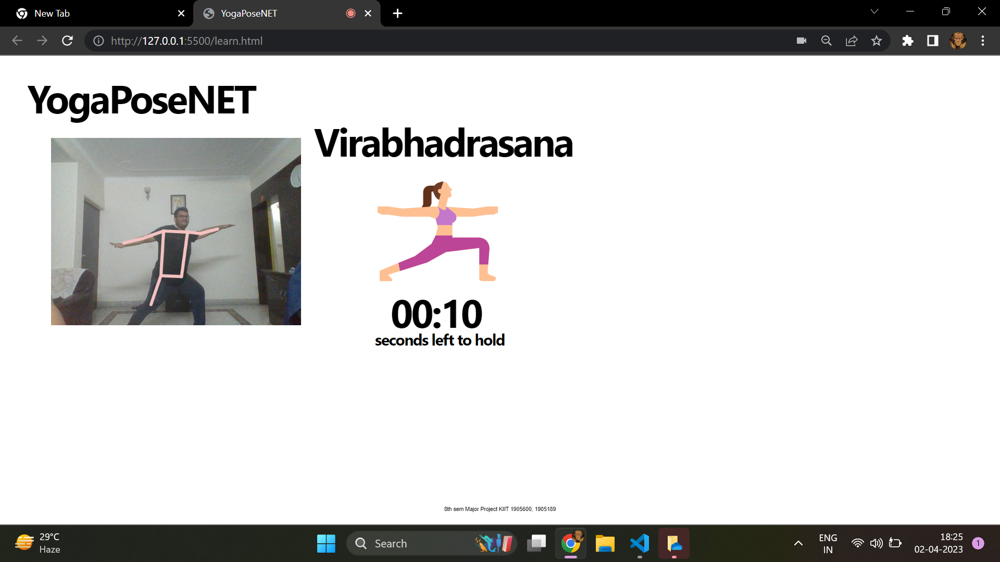 New Tab
YogaPoseNET
http://127.0.0.1:5500/learn.html
YogaPoseNET
Virabhadrasana
00:10
seconds left to hold
8th sem Major Project KIIT 1905600, 1905189
29°C
Haze
Search
ENG
IN
18:25
02-04-2023
1